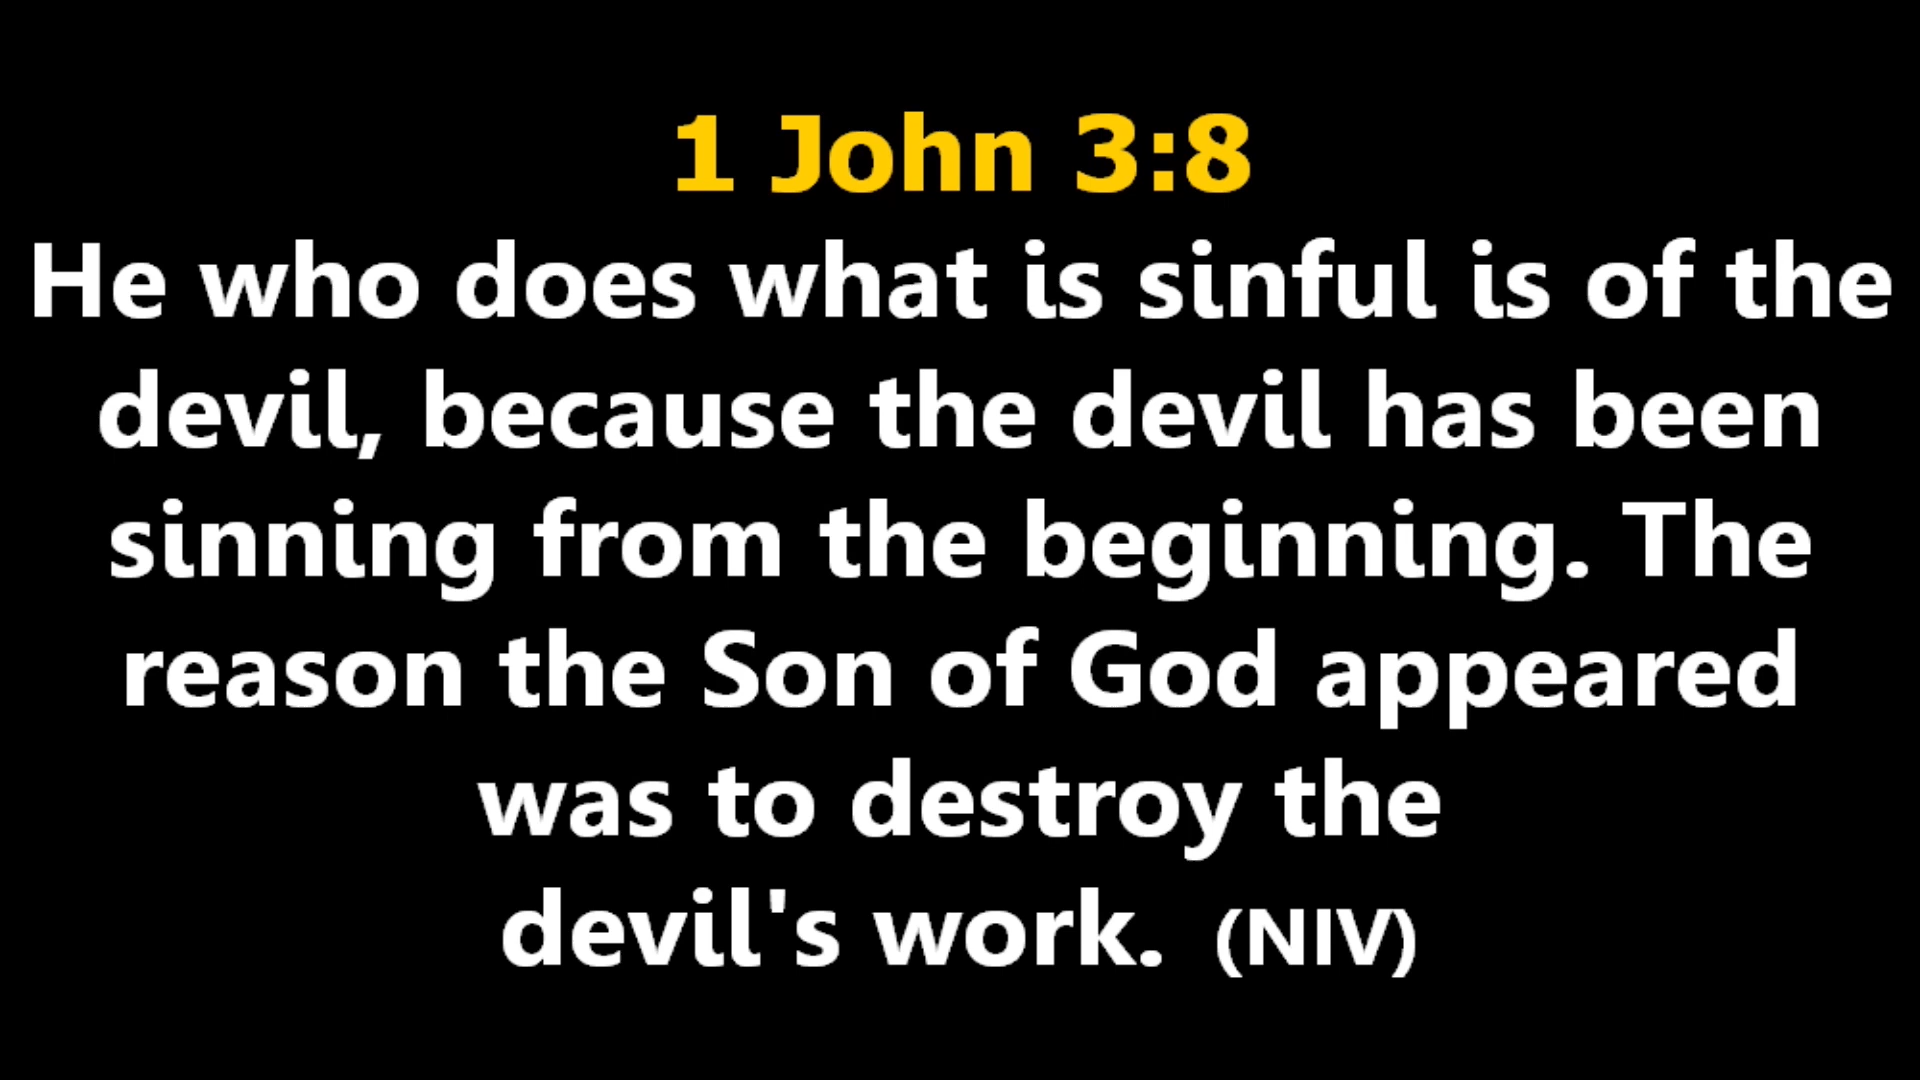 1 John 3:8
He who does what is sinful is of the
devil, because the devil has been
sinning from the beginning. The
reason the Son of God appeared
was to destroy the
devil's work. (NIV)